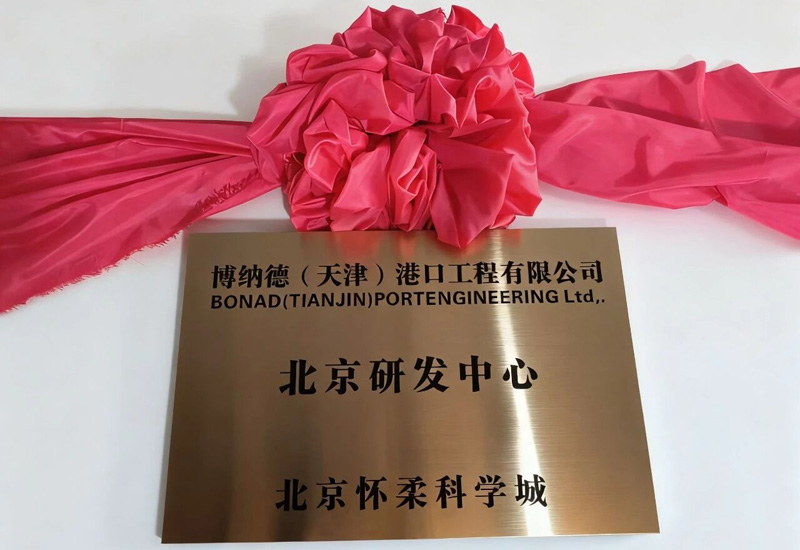 博纳德（天津）港口工程有限公司
BONAD(TIANJIN)PORTENGINEERING Ltd,.
北京研发中心
北京怀柔科学城